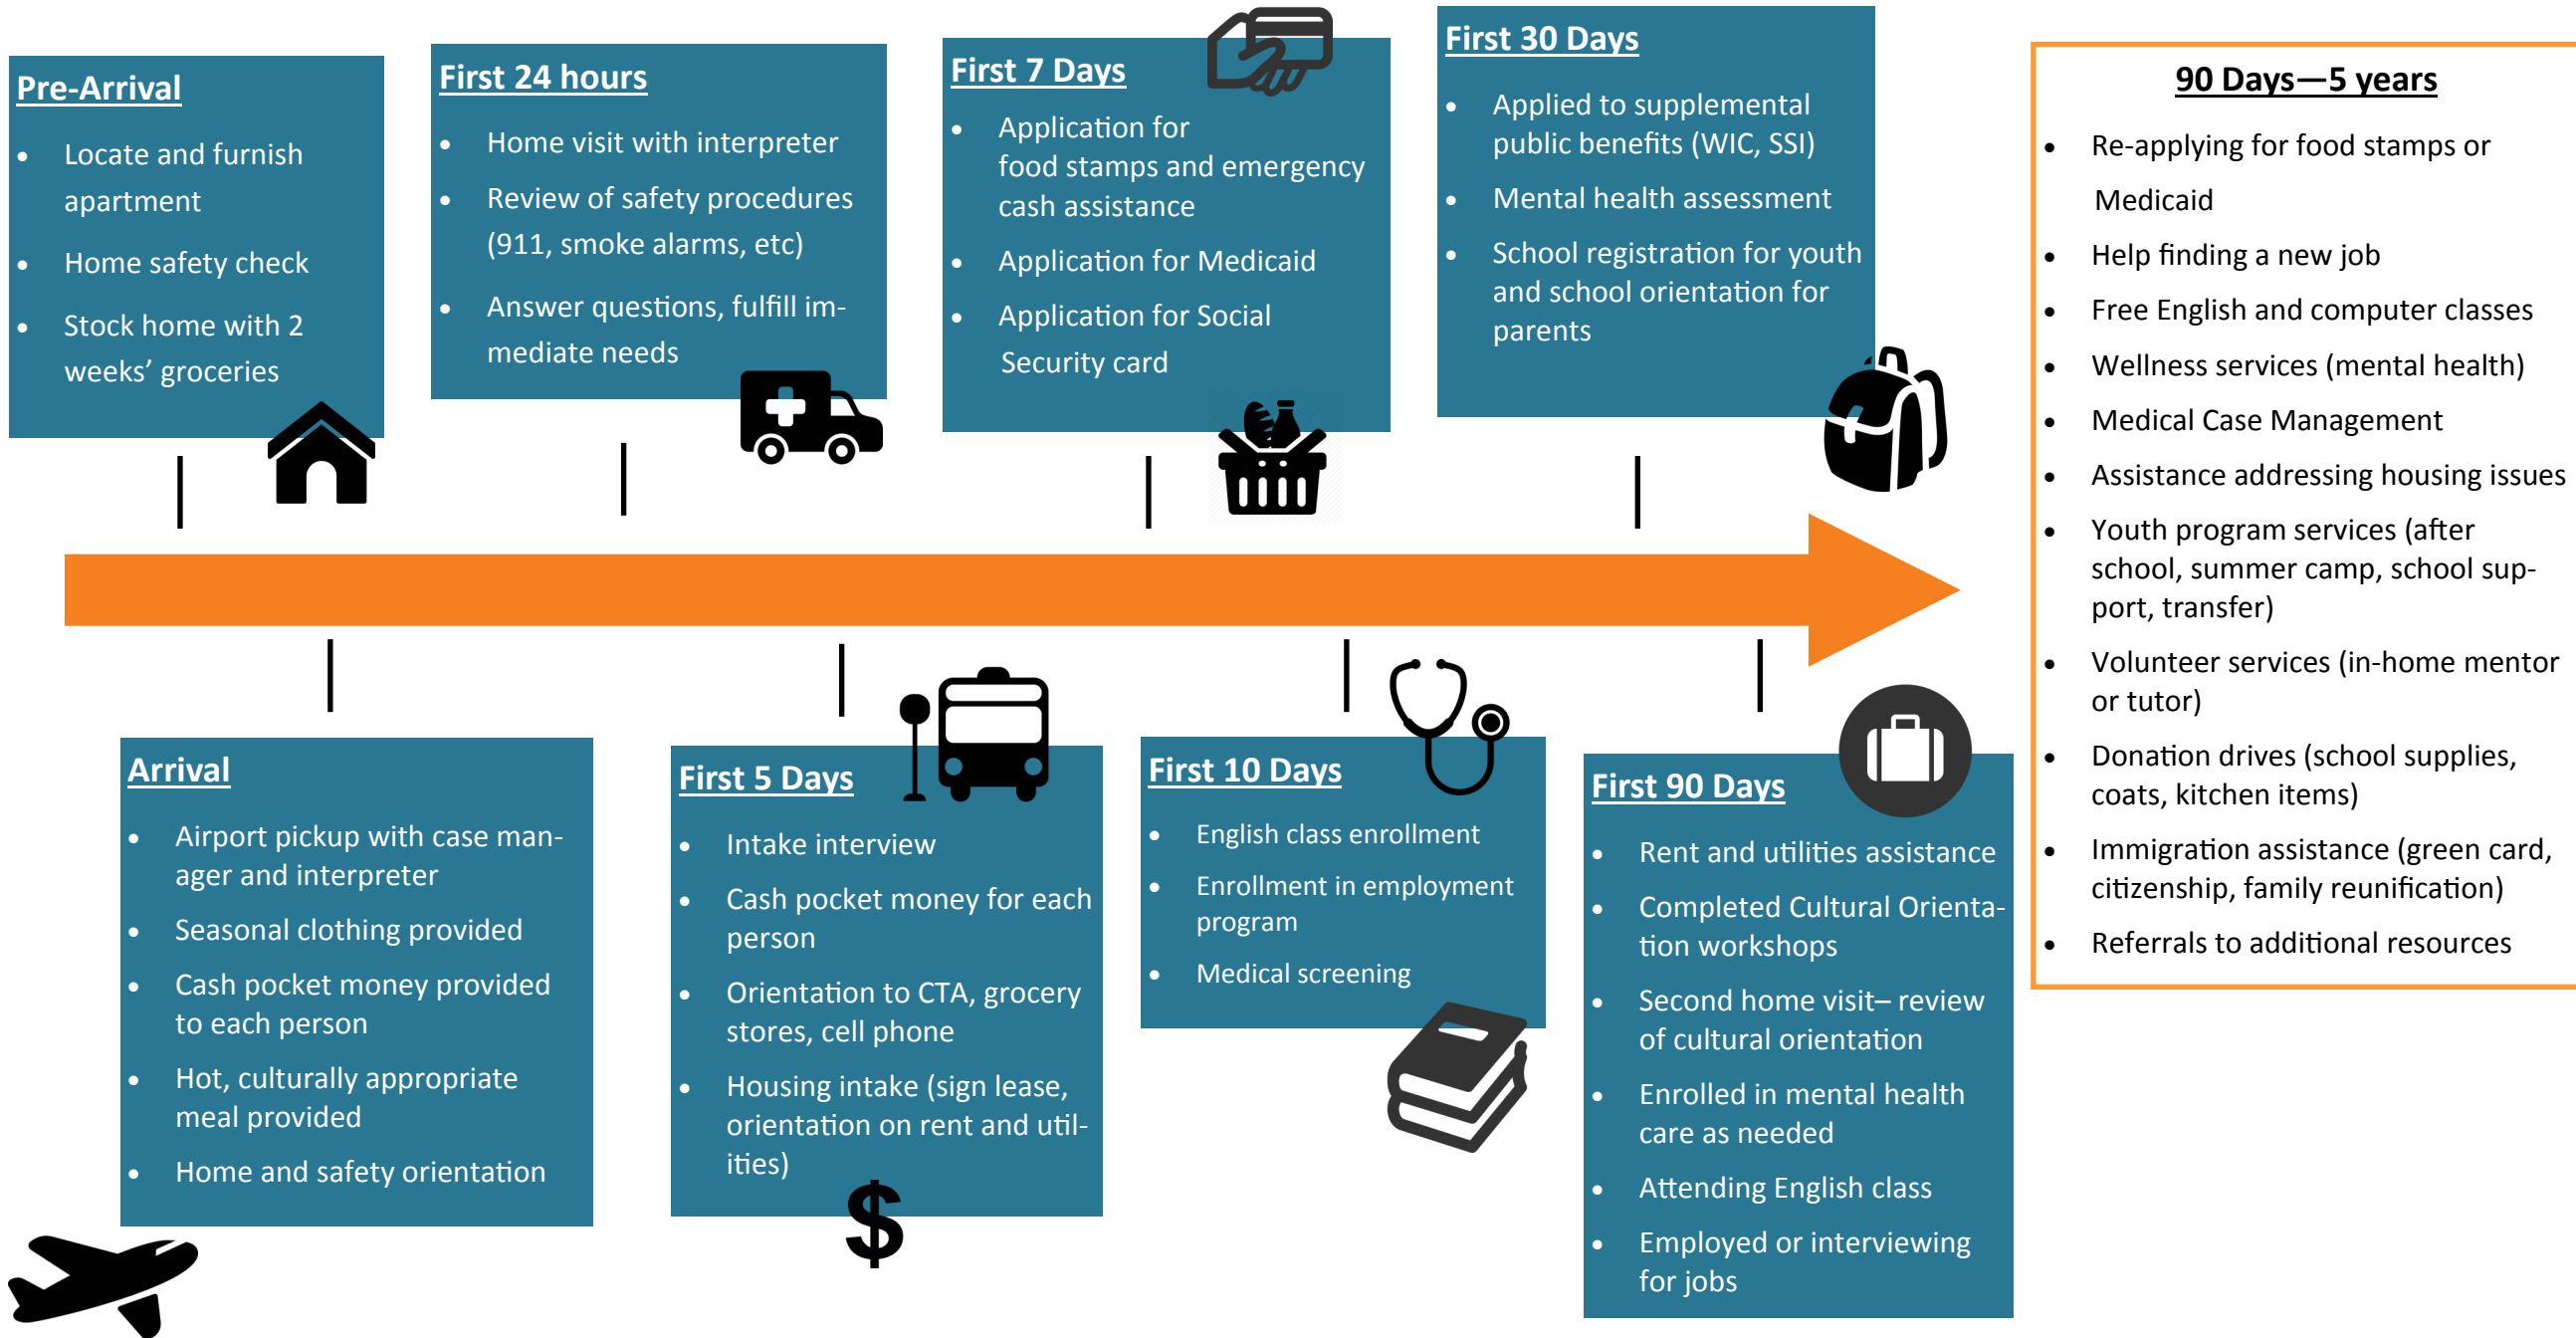 Pre-Arrival
• Locate and furnish
apartment
• Home safety check
• Stock home with 2
weeks’ groceries
First 24 hours
• Home visit with interpreter
• Review of safety procedures
(911, smoke alarms, etc)
• Answer questions, fulfill im-
mediate needs
First 7 Days
• Application for
food stamps and emergency
cash assistance
• Application for Medicaid
• Application for Social
Security card
First 30 Days
• Applied to supplemental
public benefits (WIC, SSI)
• Mental health assessment
• School registration for youth
and school orientation for
parents
Arrival
• Airport pickup with case man-
ager and interpreter
• Seasonal clothing provided
• Cash pocket money provided
to each person
• Hot, culturally appropriate
meal provided
• Home and safety orientation
First 5 Days
• Intake interview
• Cash pocket money for each
person
• Orientation to CTA, grocery
stores, cell phone
• Housing intake (sign lease,
orientation on rent and util-
ities)
$
First 10 Days
• English class enrollment
• Enrollment in employment
program
• Medical screening
First 90 Days
• Rent and utilities assistance
• Completed Cultural Orienta-
tion workshops
• Second home visit– review
of cultural orientation
• Enrolled in mental health
care as needed
• Attending English class
• Employed or interviewing
for jobs
90 Days—5 years
• Re-applying for food stamps or
Medicaid
• Help finding a new job
• Free English and computer classes
• Wellness services (mental health)
• Medical Case Management
• Assistance addressing housing issues
• Youth program services (after
school, summer camp, school sup-
port, transfer)
• Volunteer services (in-home mentor
or tutor)
• Donation drives (school supplies,
coats, kitchen items)
• Immigration assistance (green card,
citizenship, family reunification)
• Referrals to additional resources